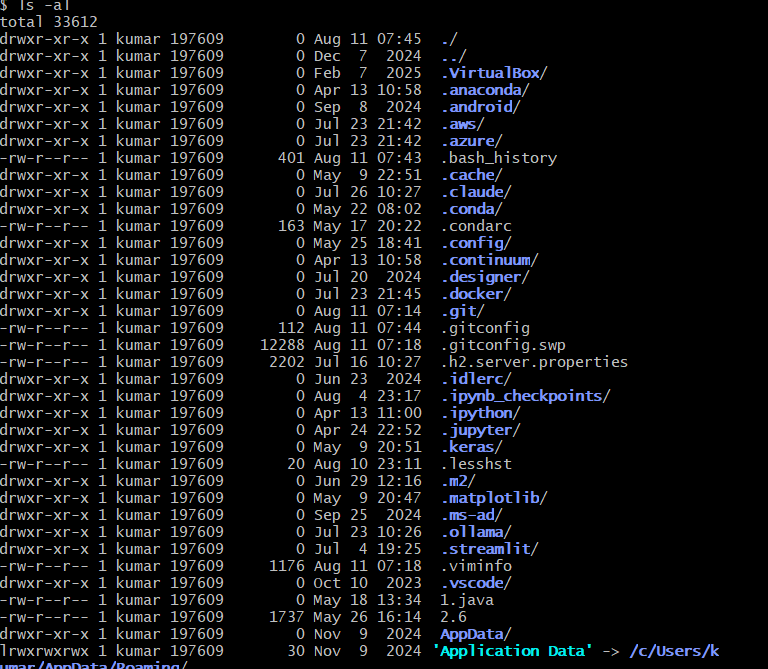 $ ls -al
total 33612
drwxr-xr-x 1 kumar 197609        0 Aug 11 07:45  ./
drwxr-xr-x 1 kumar 197609        0 Dec  7  2024  ../
drwxr-xr-x 1 kumar 197609        0 Feb  7  2025  .VirtualBox/
drwxr-xr-x 1 kumar 197609        0 Apr 13 10:58  .anaconda/
drwxr-xr-x 1 kumar 197609        0 Sep  8  2024  .android/
drwxr-xr-x 1 kumar 197609        0 Jul 23 21:42  .aws/
drwxr-xr-x 1 kumar 197609        0 Jul 23 21:42  .azure/
-rw-r--r-- 1 kumar 197609      401 Aug 11 07:43  .bash_history
drwxr-xr-x 1 kumar 197609        0 May  9 22:51  .cache/
drwxr-xr-x 1 kumar 197609        0 Jul 26 10:27  .claude/
drwxr-xr-x 1 kumar 197609        0 May 22 08:02  .conda/
-rw-r--r-- 1 kumar 197609      163 May 17 20:22  .condarc
drwxr-xr-x 1 kumar 197609        0 May 25 18:41  .config/
drwxr-xr-x 1 kumar 197609        0 Apr 13 10:58  .continuum/
drwxr-xr-x 1 kumar 197609        0 Jul 20  2024  .designer/
drwxr-xr-x 1 kumar 197609        0 Jul 23 21:45  .docker/
drwxr-xr-x 1 kumar 197609        0 Aug 11 07:14  .git/
-rw-r--r-- 1 kumar 197609      112 Aug 11 07:44  .gitconfig
-rw-r--r-- 1 kumar 197609    12288 Aug 11 07:18  .gitconfig.swp
-rw-r--r-- 1 kumar 197609     2202 Jul 16 10:27  .h2.server.properties
drwxr-xr-x 1 kumar 197609        0 Jun 23  2024  .idlerc/
drwxr-xr-x 1 kumar 197609        0 Aug  4 23:17  .ipynb_checkpoints/
drwxr-xr-x 1 kumar 197609        0 Apr 13 11:00  .ipython/
drwxr-xr-x 1 kumar 197609        0 Apr 24 22:52  .jupyter/
drwxr-xr-x 1 kumar 197609        0 May  9 20:51  .keras/
-rw-r--r-- 1 kumar 197609       20 Aug 10 23:11  .lesshst
drwxr-xr-x 1 kumar 197609        0 Jun 29 12:16  .m2/
drwxr-xr-x 1 kumar 197609        0 May  9 20:47  .matplotlib/
drwxr-xr-x 1 kumar 197609        0 Sep 25  2024  .ms-ad/
drwxr-xr-x 1 kumar 197609        0 Jul 23 10:26  .ollama/
drwxr-xr-x 1 kumar 197609        0 Jul  4 19:25  .streamlit/
-rw-r--r-- 1 kumar 197609     1176 Aug 11 07:18  .viminfo
drwxr-xr-x 1 kumar 197609        0 Oct 10  2023  .vscode/
-rw-r--r-- 1 kumar 197609        0 May 18 13:34  1.java
-rw-r--r-- 1 kumar 197609     1737 May 26 16:14  2.6
drwxr-xr-x 1 kumar 197609        0 Nov  9  2024  AppData/
lrwxrwxrwx 1 kumar 197609       30 Nov  9  2024 'Application Data' -> /c/Users/k
umar/AppData/Roaming/